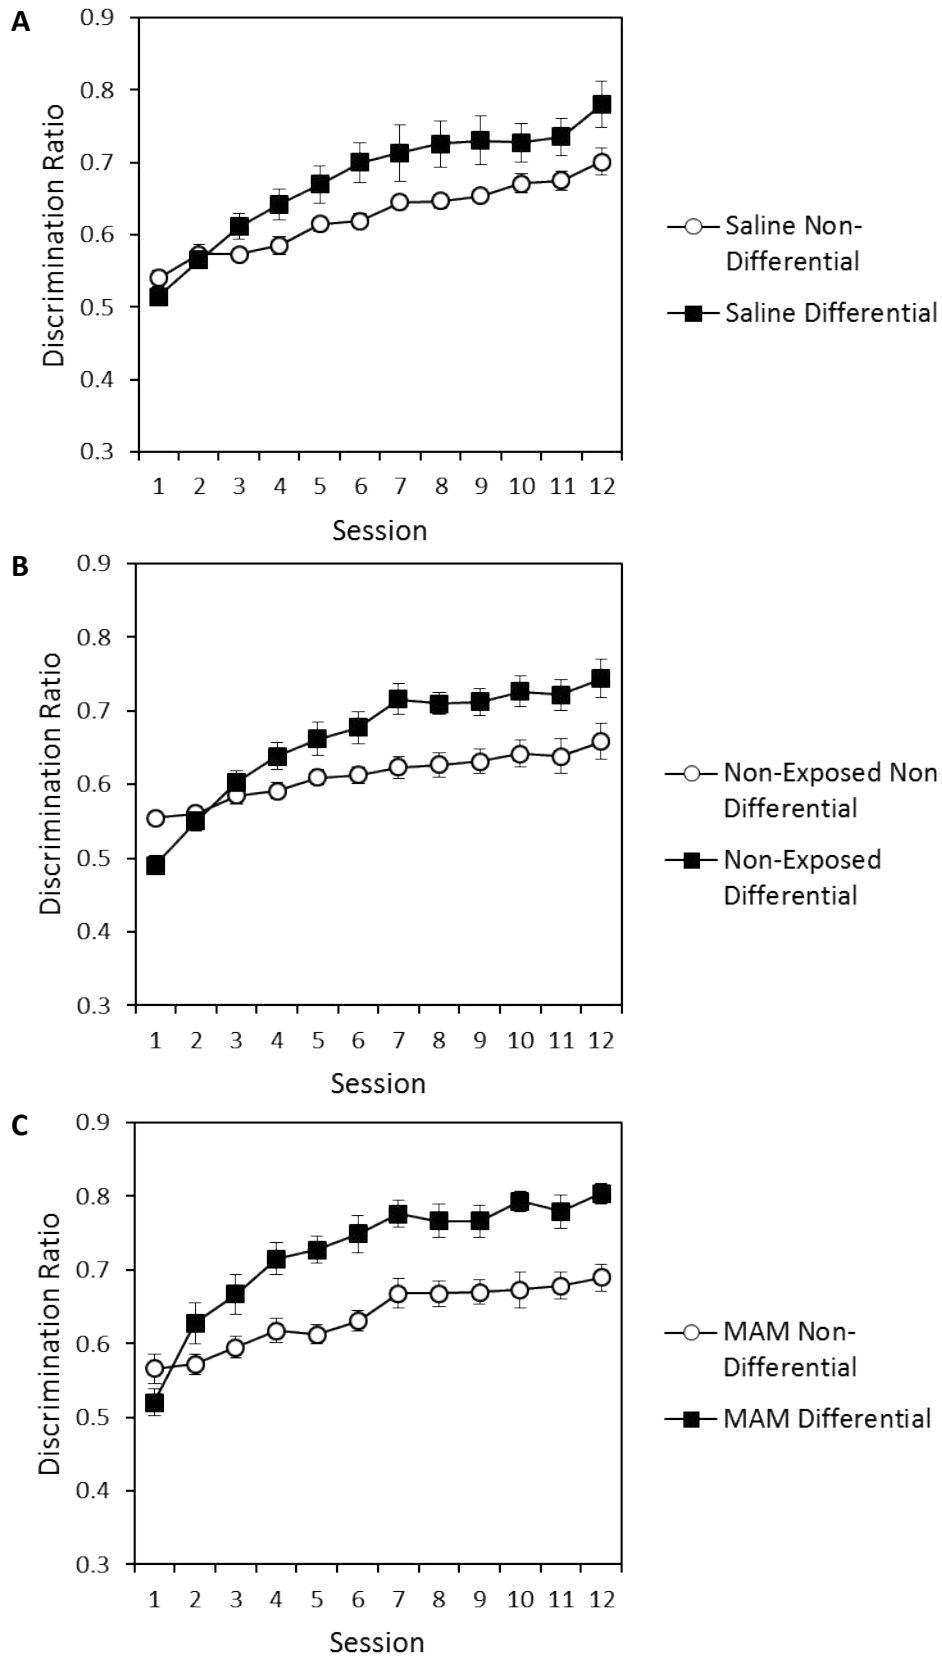 A
0.9
0.8
0.7
0.6
0.5
0.4
0.3
Discrimination Ratio
1 2 3 4 5 6 7 8 9 10 11 12
Session
Saline Non-
Differential
Saline Differential
B
0.9
0.8
0.7
0.6
0.5
0.4
0.3
Discrimination Ratio
1 2 3 4 5 6 7 8 9 10 11 12
Session
Non-Exposed Non-
Differential
Non-Exposed
Differential
C
0.9
0.8
0.7
0.6
0.5
0.4
0.3
Discrimination Ratio
1 2 3 4 5 6 7 8 9 10 11 12
Session
MAM Non-
Differential
MAM Differential